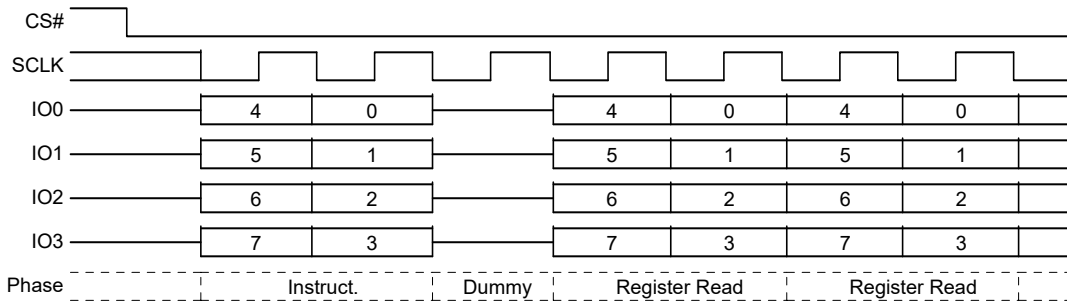 CS#
SCLK
IO0 4 0 4 0 4 0
IO1 5 1 5 1 5 1
IO2 6 2 6 2 6 2
IO3 7 3 7 3 7 3
Phase Instruct. Dummy Register Read Register Read